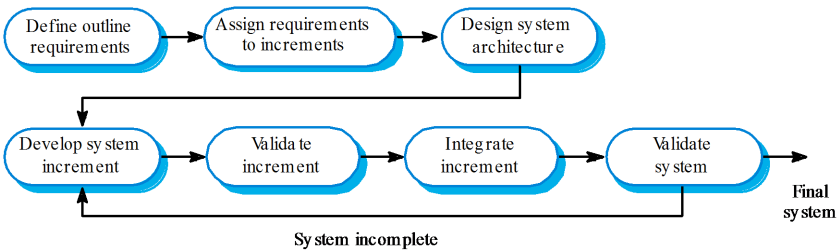 Define outline
requirements
Assign requirements
to increments
Design system
architecture
Develop system
increment
Validate
increment
Integrate
increment
Validate
system
Final
system
System incomplete